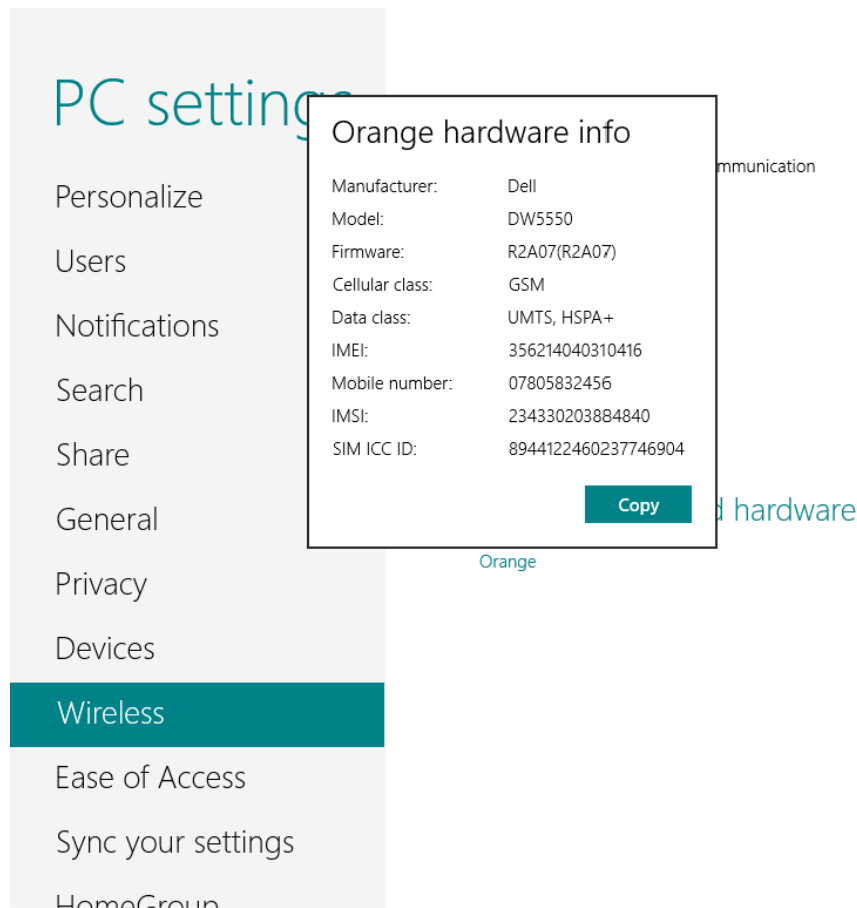 PC settings
Personalize
Users
Notifications
Search
Share
General
Privacy
Devices
Wireless
Ease of Access
Sync your settings
HomeGroup
Orange hardware info
Manufacturer: Dell
Model: DW5550
Firmware: R2A07(R2A07)
Cellular class: GSM
Data class: UMTS, HSPA+
IMEI: 356214040310416
Mobile number: 07805832456
IMSI: 234330203884840
SIM ICC ID: 8944122460237746904
Copy
mmunication
d hardware
Orange